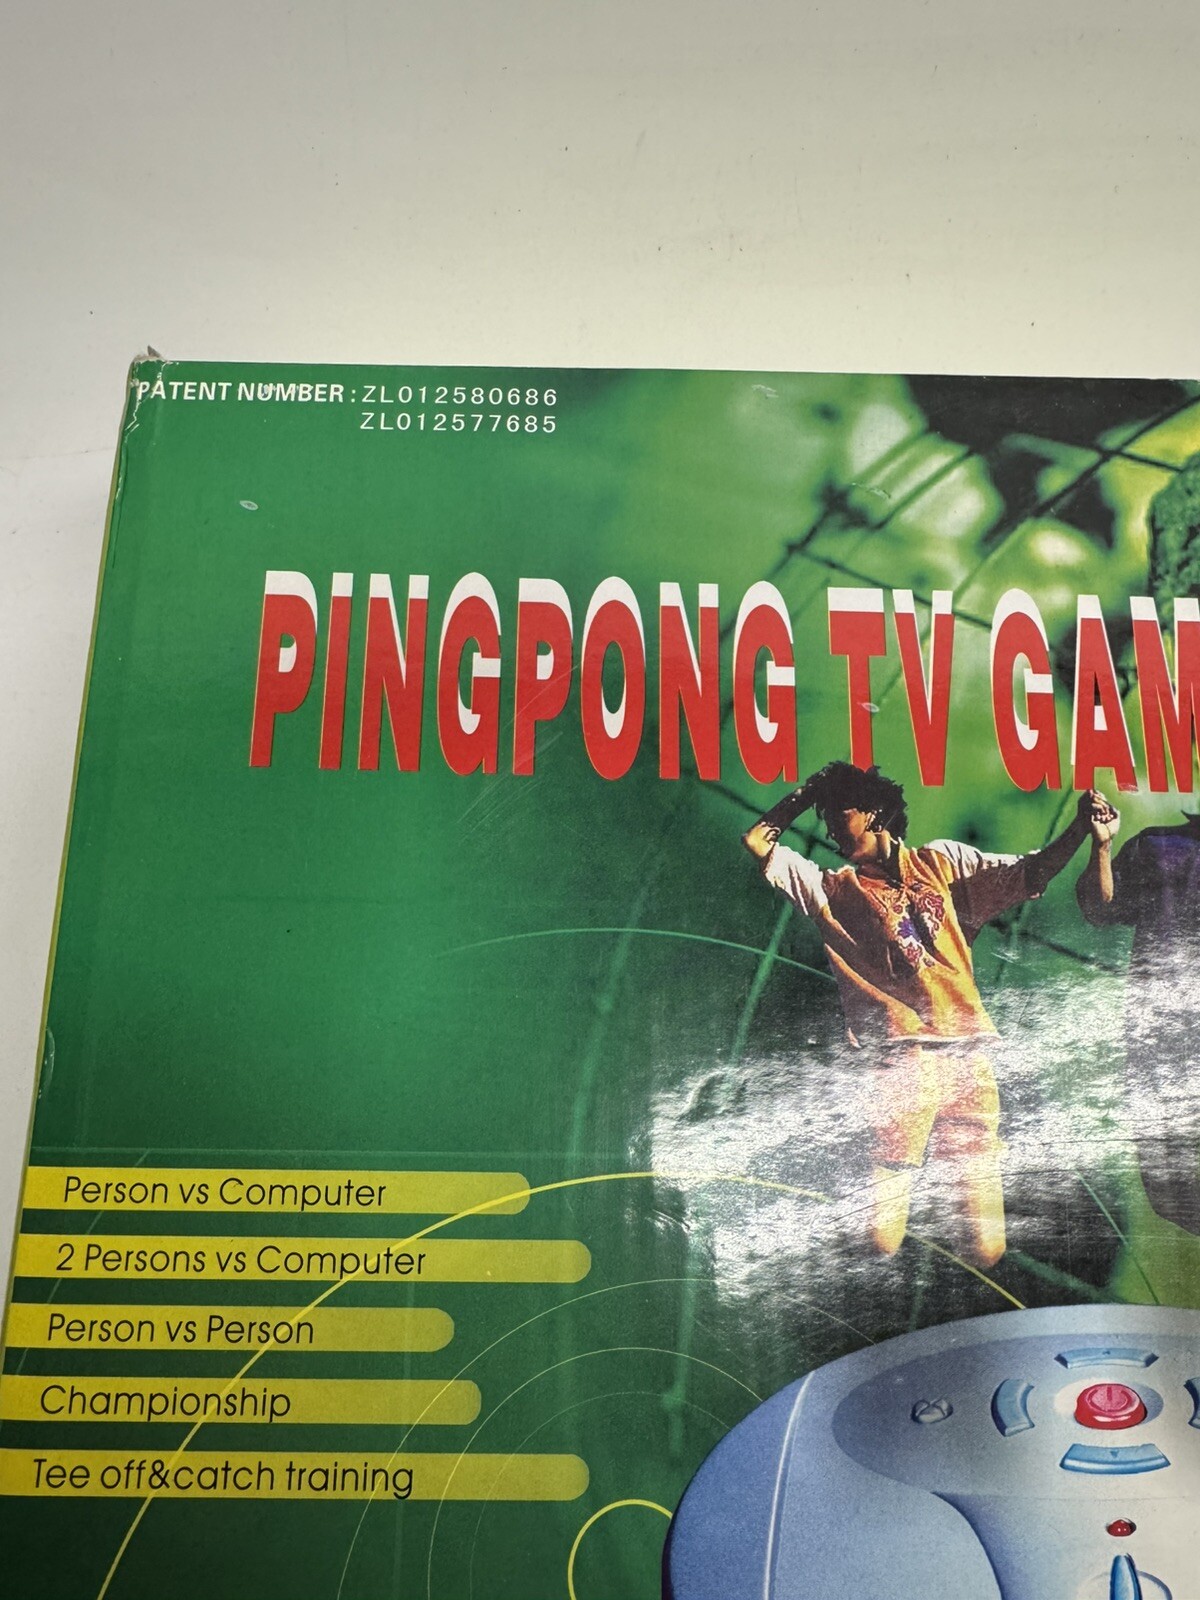 PATENT NUMBER : ZL012580686
ZL012577685
PINGPONG TV GAM
Person vs Computer
2 Persons vs Computer
Person vs Person
Championship
Tee off&catch training